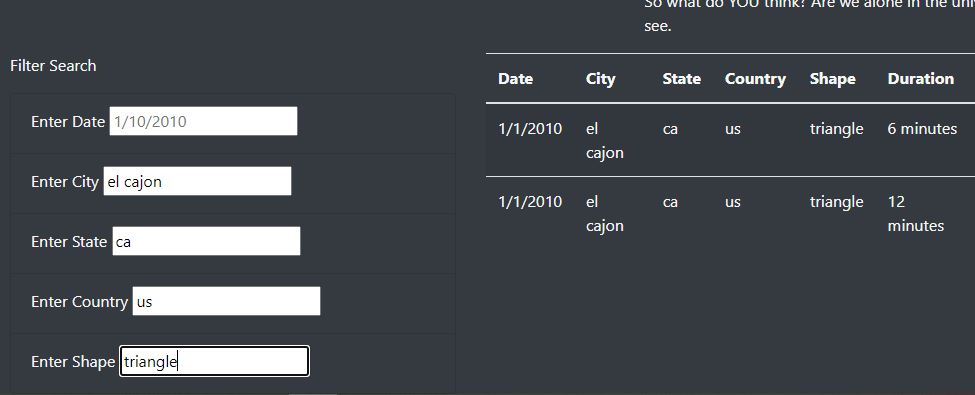 So what do YOU think? Are we alone in the
see.
Filter Search
Enter Date 1/10/2010
Enter City el cajon
Enter State ca
Enter Country us
Enter Shape triangle
Date City State Country Shape Duration
1/1/2010 el ca us triangle 6 minutes
cajon
1/1/2010 el ca us triangle 12
cajon minutes